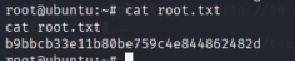 root@ubuntu:~# cat root.txt
cat root.txt
b9bbcb33e11b80be759c4e844862482d
root@ubuntu:~#